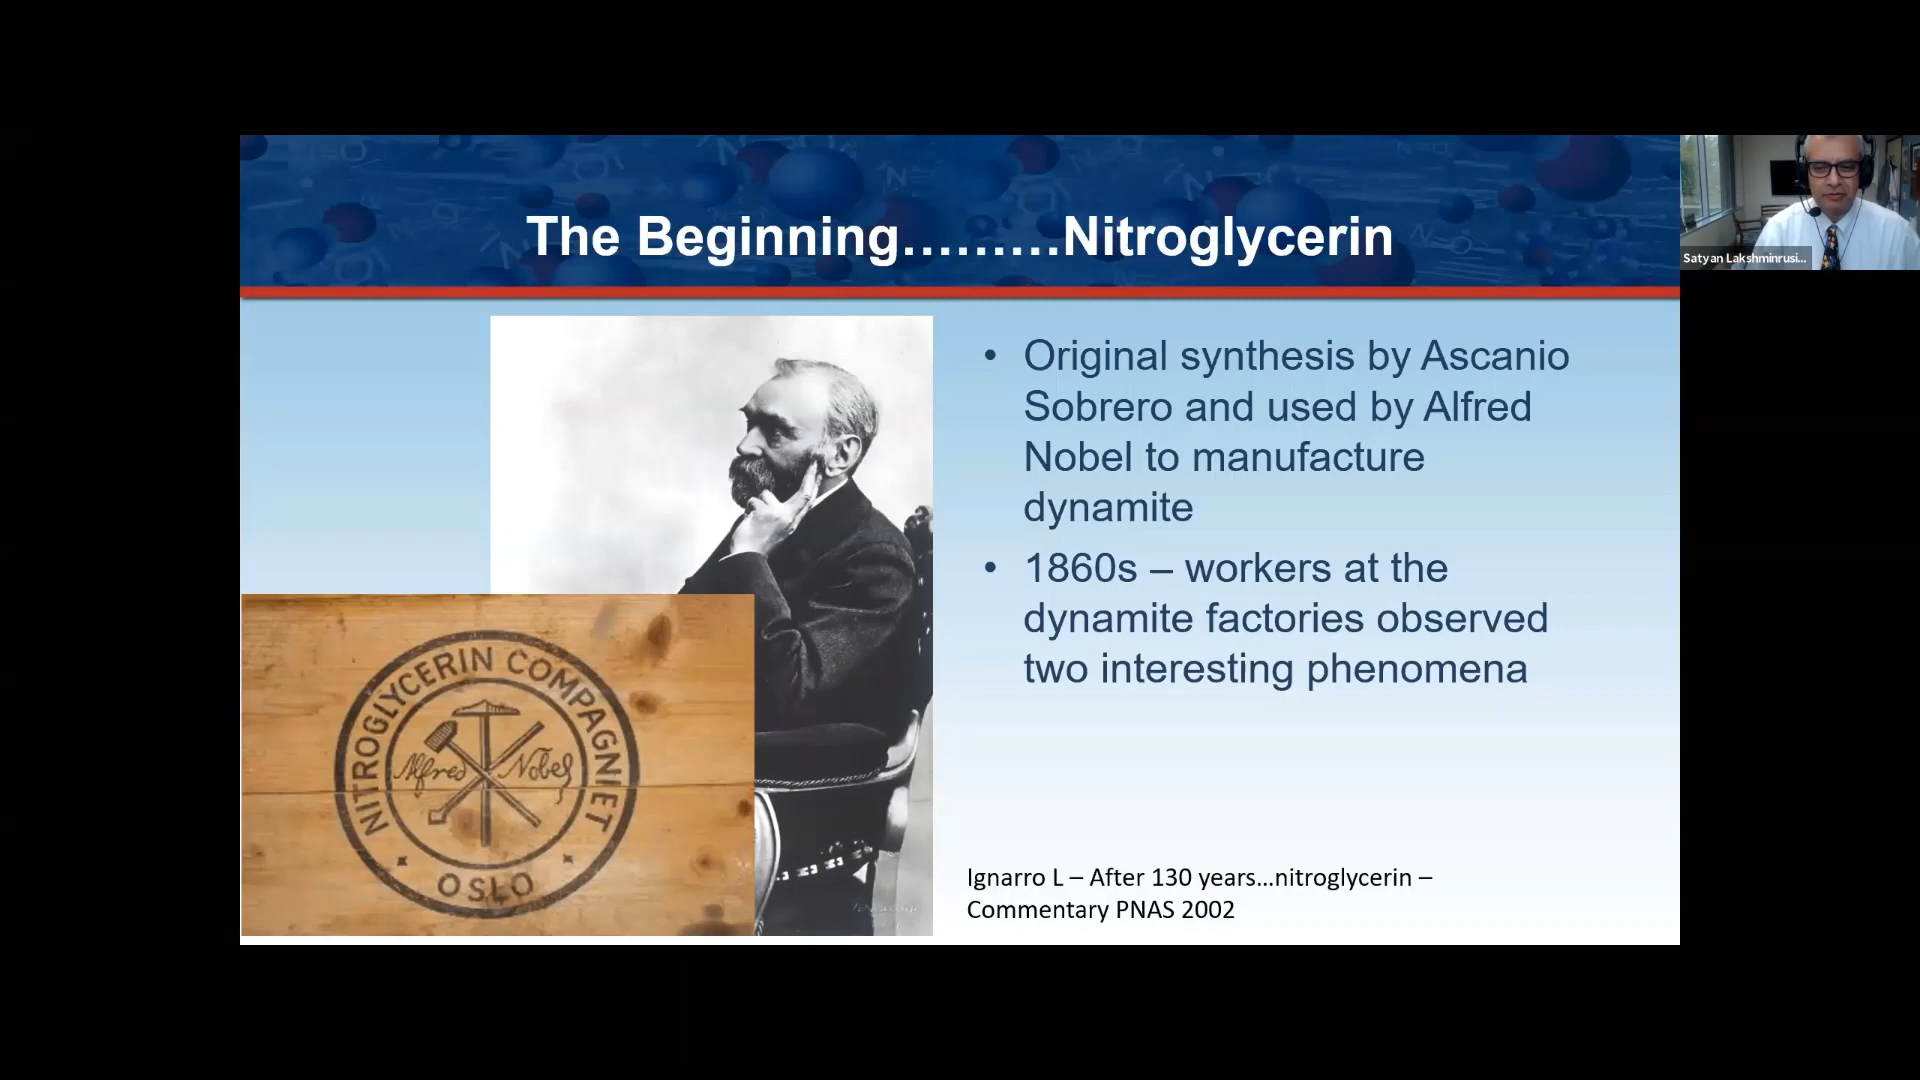 The Beginning.........Nitroglycerin
Satyan Lakshminrusi...
• Original synthesis by Ascanio
Sobrero and used by Alfred
Nobel to manufacture
dynamite
• 1860s – workers at the
dynamite factories observed
two interesting phenomena
NITROGLYCERIN COMPAGNIET
Alfred Nobel
OSLO
Ignarro L – After 130 years...nitroglycerin –
Commentary PNAS 2002